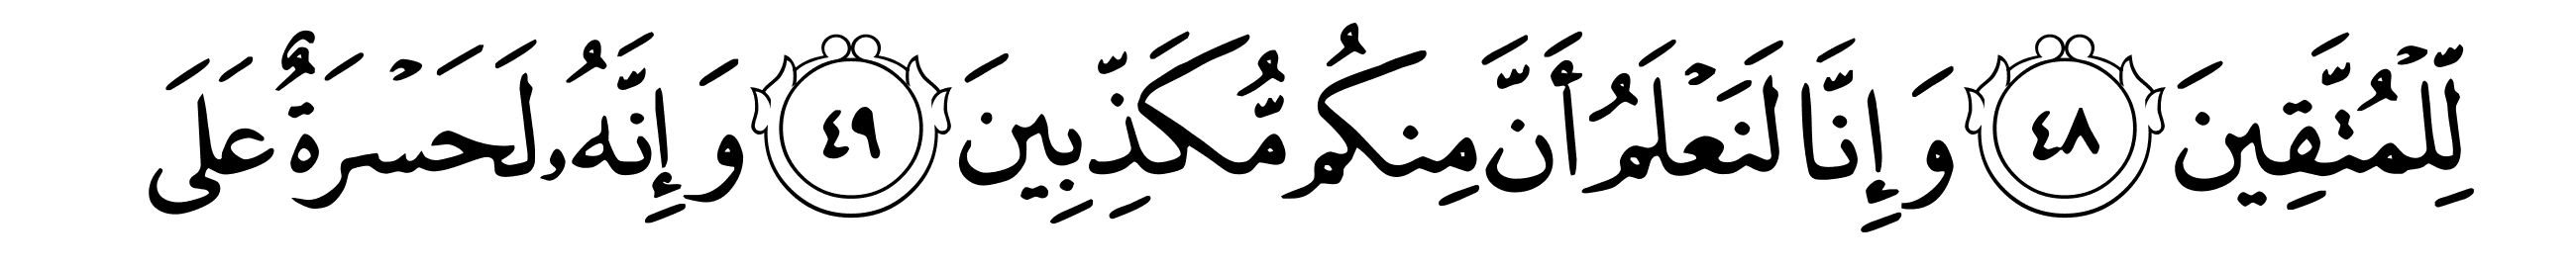 لِّلۡمُتَّقِينَ ٤٨ وَإِنَّا لَنَعۡلَمُ أَنَّ مِنكُم مُّكَذِّبِينَ ٤٩ وَإِنَّهُۥ لَحَسۡرَةٌ عَلَى